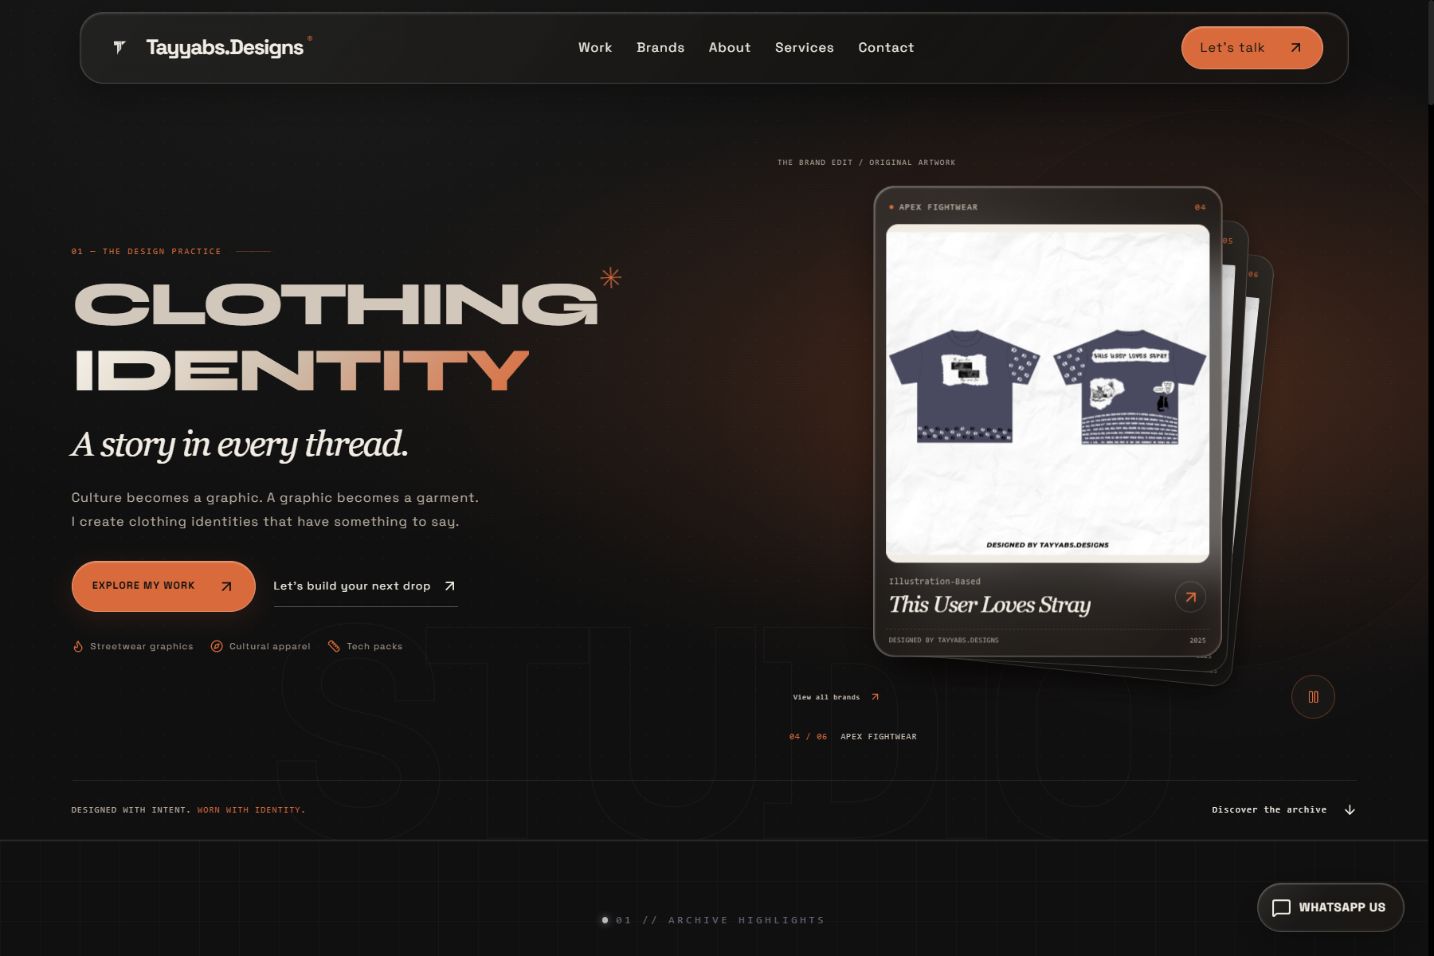 Tayyabs.Designs
Work
Brands
About
Services
Contact
Let's talk
THE BRAND EDIT / ORIGINAL ARTWORK
APEX FIGHTWEAR
04
05
06
01 — THE DESIGN PRACTICE
CLOTHING
IDENTITY
A story in every thread.
Culture becomes a graphic. A graphic becomes a garment.
I create clothing identities that have something to say.
EXPLORE MY WORK
Let's build your next drop
Streetwear graphics
Cultural apparel
Tech packs
THIS USER LOVES STRAY
DESIGNED BY TAYYABS.DESIGNS
Illustration-Based
This User Loves Stray
DESIGNED BY TAYYABS.DESIGNS
2025
View all brands
04 / 06 APEX FIGHTWEAR
STUDIO
DESIGNED WITH INTENT. WORN WITH IDENTITY.
Discover the archive
01 // ARCHIVE HIGHLIGHTS
WHATSAPP US